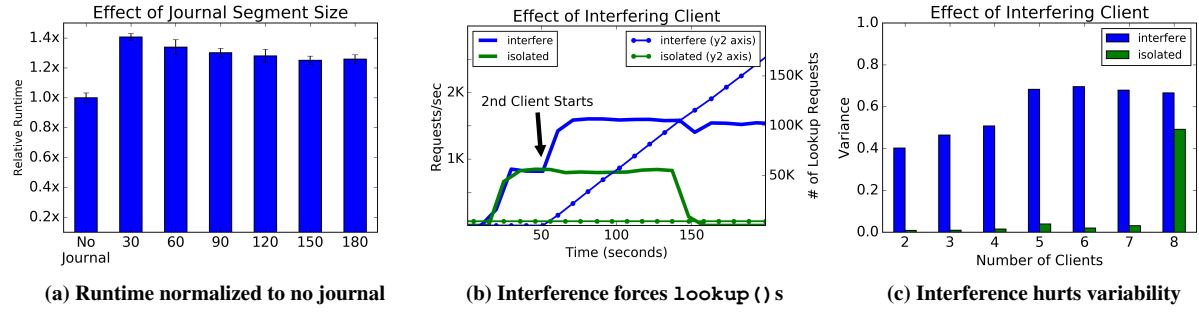 Effect of Journal Segment Size
Relative Runtime
1.4x
1.2x
1.0x
0.8x
0.6x
0.4x
0.2x
No Journal
30
60
90
120
150
180
(a) Runtime normalized to no journal
Effect of Interfering Client
interfere
isolated
interfere (y2 axis)
isolated (y2 axis)
2nd Client Starts
Requests/sec
2K
1K
# of Lookup Requests
150K
100K
50K
50
100
150
Time (seconds)
(b) Interference forces lookup()s
Effect of Interfering Client
interfere
isolated
Variance
1.0
0.8
0.6
0.4
0.2
0.0
2
3
4
5
6
7
8
Number of Clients
(c) Interference hurts variability